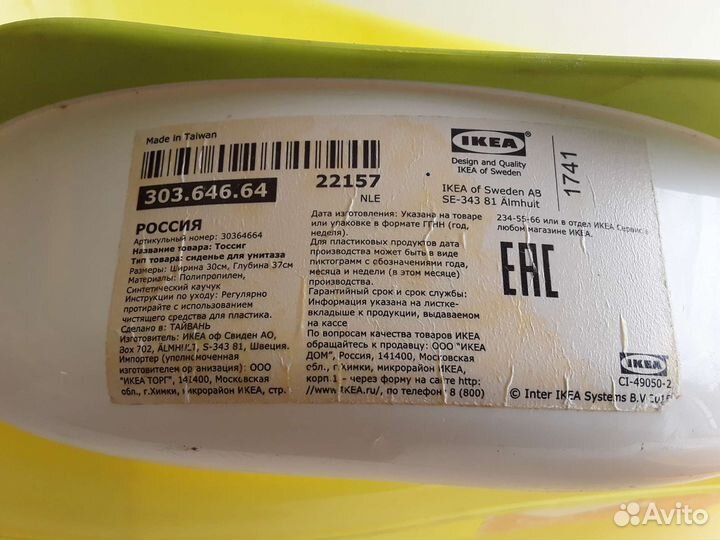 Made in Taiwan
303.646.64
22157
NLE
IKEA
®
Design and Quality
IKEA of Sweden
IKEA of Sweden AB
SE-343 81 Älmhult
1741
РОССИЯ
Артикульный номер: 30364664
Название товара: Тоссиг
Тип товара: сиденье для унитаза
Размеры: Ширина 30см, Глубина 37см
Материалы: Полипропилен,
Синтетический каучук
Инструкции по уходу: Регулярно
протирайте с использованием
чистящего средства для пластика.
Сделано в: ТАЙВАНЬ
Изготовитель: ИКЕА оф Свиден АО,
Box 702, ÄLMHULT, S-343 81, Швеция.
Импортер (уполномоченная
изготовителем организация): ООО
"ИКЕА ТОРГ", 141400, Московская
обл., г.Химки, микрорайон ИКЕА, стр.
Дата изготовления: Указана на товаре
или упаковке в формате ГГНН (год,
неделя).
Для пластиковых товаров дата
производства может быть в виде
пиктограмм с обозначениями года,
месяца и недели (в этом месяце)
производства.
Гарантийный срок и срок службы:
Информация указана на листке-
вкладыше к продукции, выдаваемом
на кассе
По вопросам качества товаров ИКЕА
обращайтесь к продавцу: ООО "ИКЕА
ДОМ", Россия, 141400, Московская
обл., г.Химки, микрорайон ИКЕА,
корп.1 - через форму на сайте http:
//www.IKEA.ru/, по телефону 8 (800)
234-55-66 или в отдел ИКЕА Сервис в
любом магазине ИКЕА.
EAC
IKEA
CI-49050-2
© Inter IKEA Systems B.V. 2016
Avito